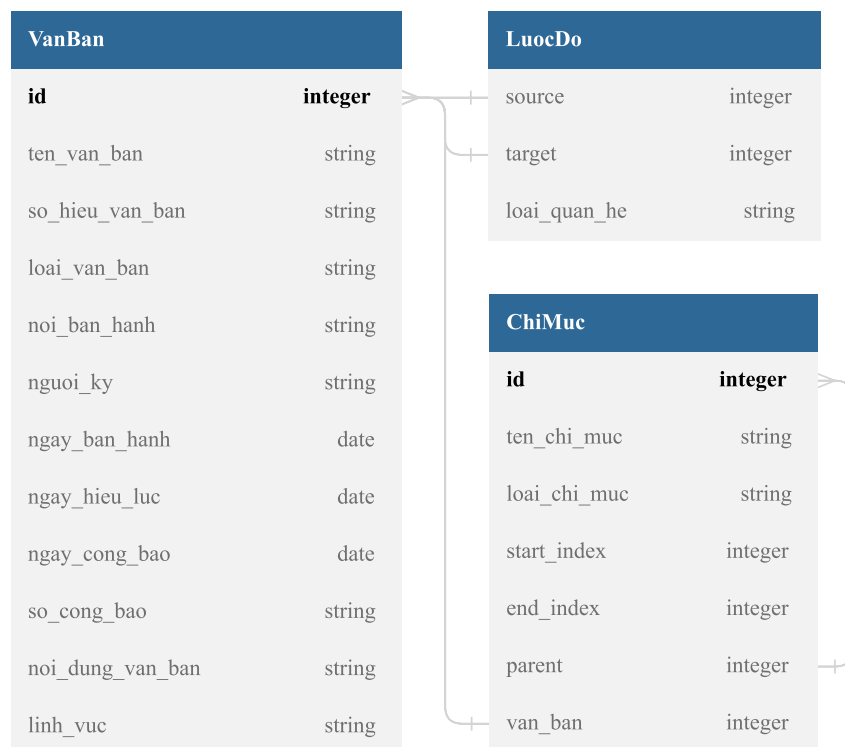 VanBan
id integer
ten_van_ban string
so_hieu_van_ban string
loai_van_ban string
noi_ban_hanh string
nguoi_ky string
ngay_ban_hanh date
ngay_hieu_luc date
ngay_cong_bao date
so_cong_bao string
noi_dung_van_ban string
linh_vuc string
LuocDo
source integer
target integer
loai_quan_he string
ChiMuc
id integer
ten_chi_muc string
loai_chi_muc string
start_index integer
end_index integer
parent integer
van_ban integer